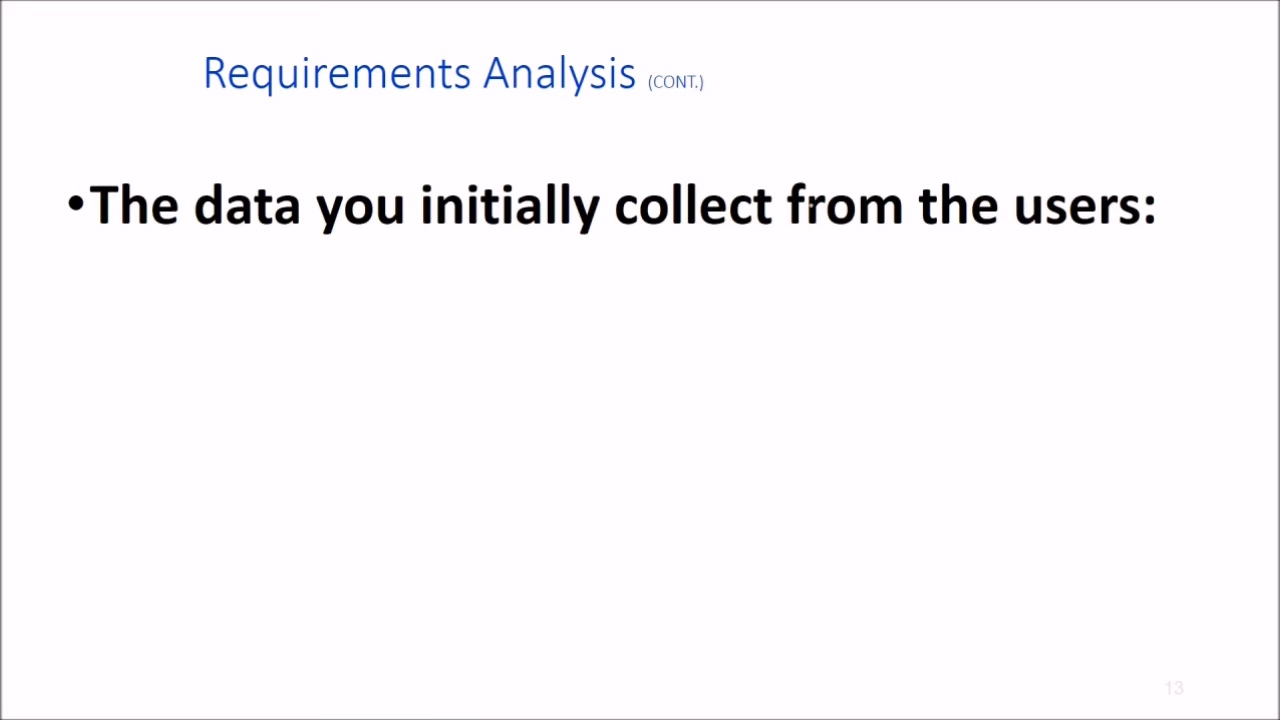 Requirements Analysis (CONT.)
•The data you initially collect from the users:
13